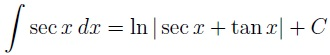 ∫ sec x dx = ln | sec x + tan x| + C